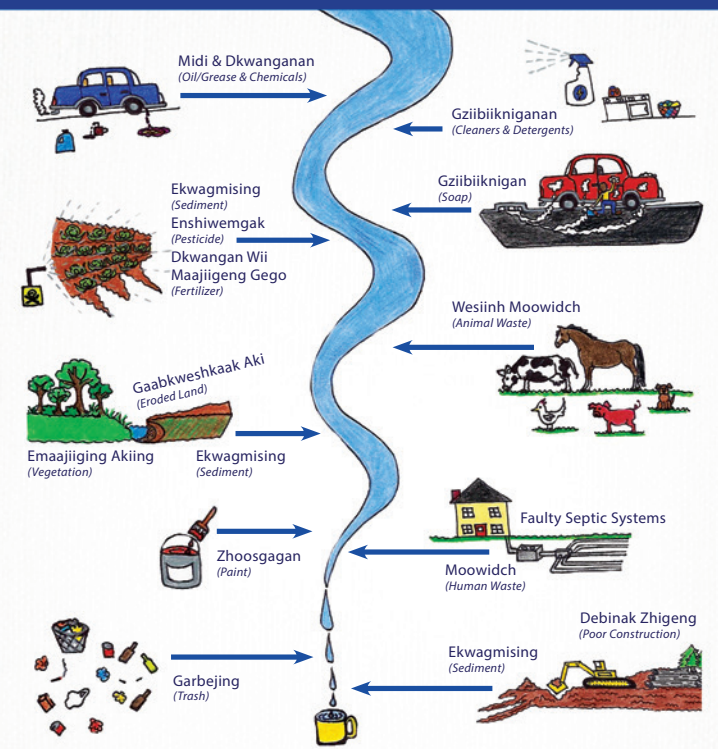 Midi & Dkwanganan
(Oil/Grease & Chemicals)
Gziibiikniganan
(Cleaners & Detergents)
Gziibiiknigan
(Soap)
Ekwagmising
(Sediment)
Enshiwemgak
(Pesticide)
Dkwangan Wii
Maajiigeng Gego
(Fertilizer)
Wesiinh Moowidch
(Animal Waste)
Gaabkweshkaak Aki
(Eroded Land)
Emaajiiging Akiing
(Vegetation)
Ekwagmising
(Sediment)
Faulty Septic Systems
Zhoosgagan
(Paint)
Moowidch
(Human Waste)
Debinak Zhigeng
(Poor Construction)
Ekwagmising
(Sediment)
Garbejing
(Trash)